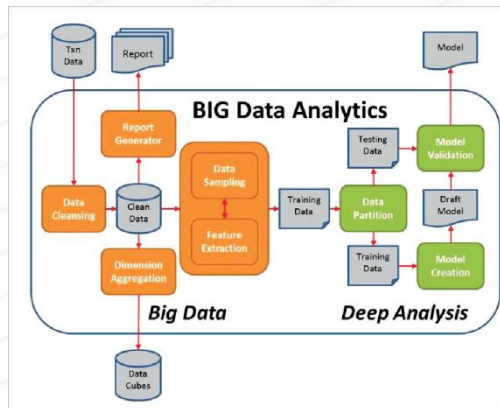 Txn
Data
Report
Model
BIG Data Analytics
Report
Generator
Data
Sampling
Testing
Data
Model
Validation
Data
Cleansing
Clean
Data
Training
Data
Data
Partition
Draft
Model
Feature
Extraction
Dimension
Aggregation
Training
Data
Model
Creation
Big Data
Deep Analysis
Data
Cubes